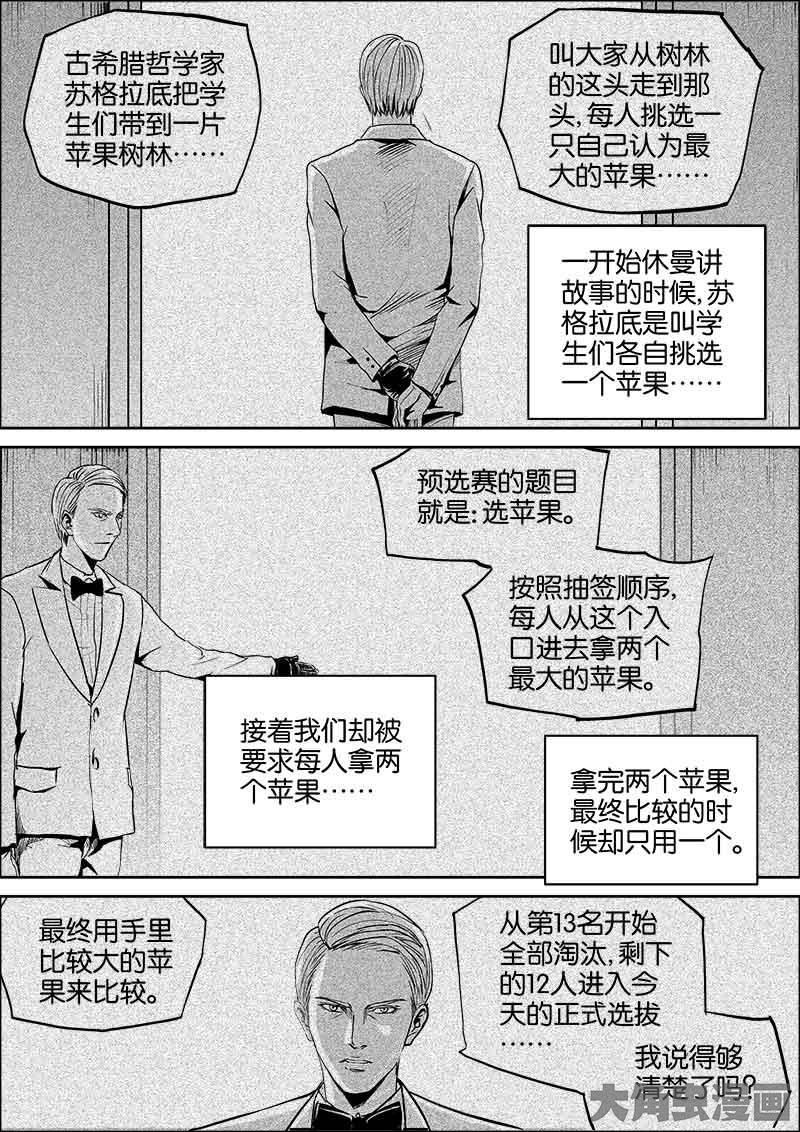 古希腊哲学家
苏格拉底把学
生们带到一片
苹果树林……
叫大家从树林
的这头走到那
头,每人挑选一
只自己认为最
大的苹果……
一开始休曼讲
故事的时候,苏
格拉底是叫学
生们各自挑选
一个苹果……
预选赛的题目
就是:选苹果。
按照抽签顺序,
每人从这个入
口进去拿两个
最大的苹果。
接着我们却被
要求每人拿两
个苹果……
拿完两个苹果,
最终比较的时
候却只用一个。
最终用手里
比较大的苹
果来比较。
从第13名开始
全部淘汰,剩下
的12人进入今
天的正式选拔
……
我说得够
清楚了吗?
大角虫漫画